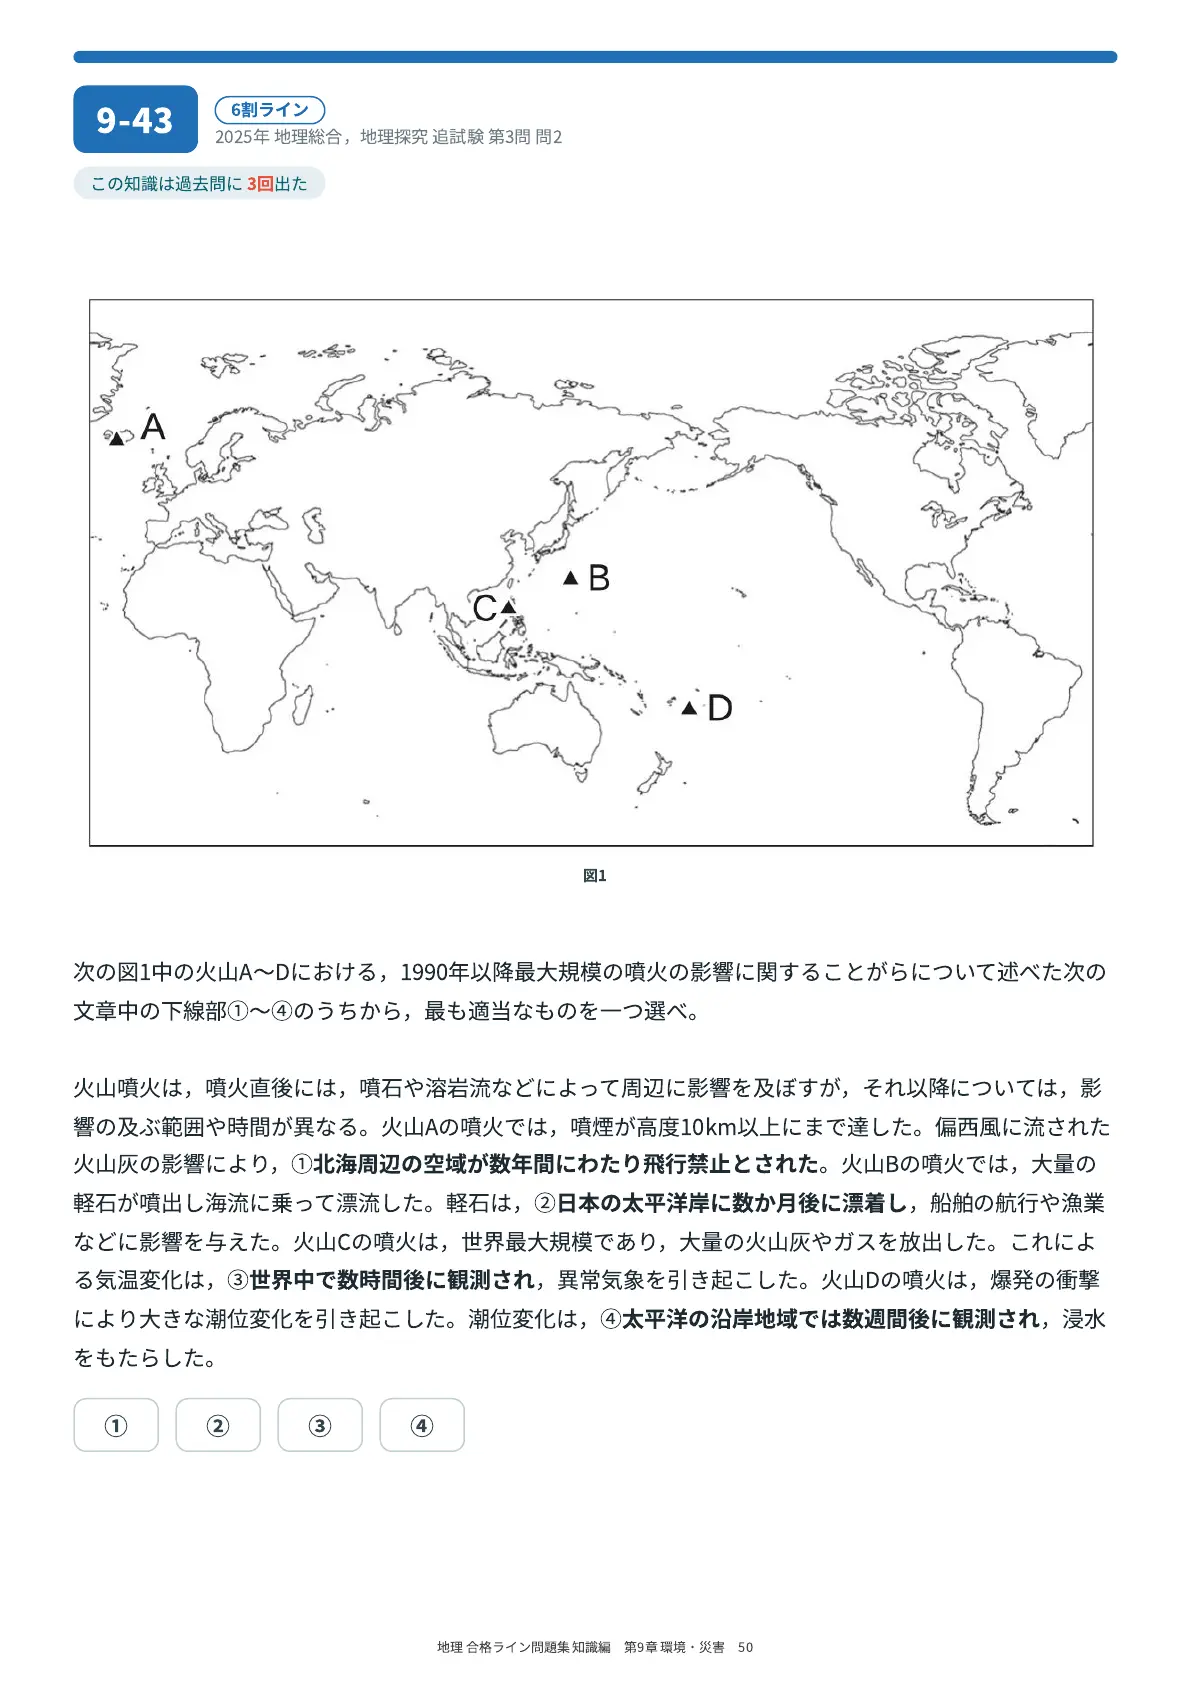 9-43
6割ライン
2025年 地理総合，地理探究 追試験 第3問 問2
この知識は過去問に 3回出た
A
B
C
D
図1
次の図1中の火山A〜Dにおける，1990年以降最大規模の噴火の影響に関することがらについて述べた次の
文章中の下線部①〜④のうちから，最も適当なものを一つ選べ。
火山噴火は，噴火直後には，噴石や溶岩流などによって周辺に影響を及ぼすが，それ以降については，影
響の及ぶ範囲や時間が異なる。火山Aの噴火では，噴煙が高度10km以上にまで達した。偏西風に流された
火山灰の影響により，①北海周辺の空域が数年間にわたり飛行禁止とされた。火山Bの噴火では，大量の
軽石が噴出し海流に乗って漂流した。軽石は，②日本の太平洋岸に数か月後に漂着し，船舶の航行や漁業
などに影響を与えた。火山Cの噴火は，世界最大規模であり，大量の火山灰やガスを放出した。これによ
る気温変化は，③世界中で数時間後に観測され，異常気象を引き起こした。火山Dの噴火は，爆発の衝撃
により大きな潮位変化を引き起こした。潮位変化は，④太平洋の沿岸地域では数週間後に観測され，浸水
をもたらした。
① ② ③ ④
地理 合格ライン問題集 知識編　第9章 環境・災害　50